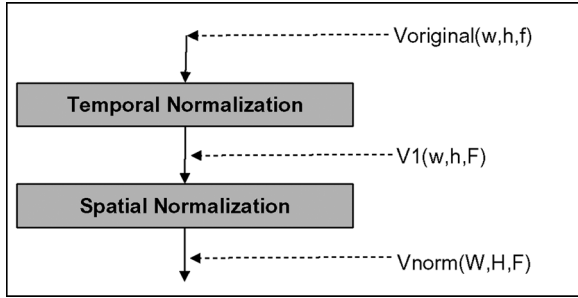 Voriginal(w,h,f)
Temporal Normalization
V1(w,h,F)
Spatial Normalization
Vnorm(W,H,F)